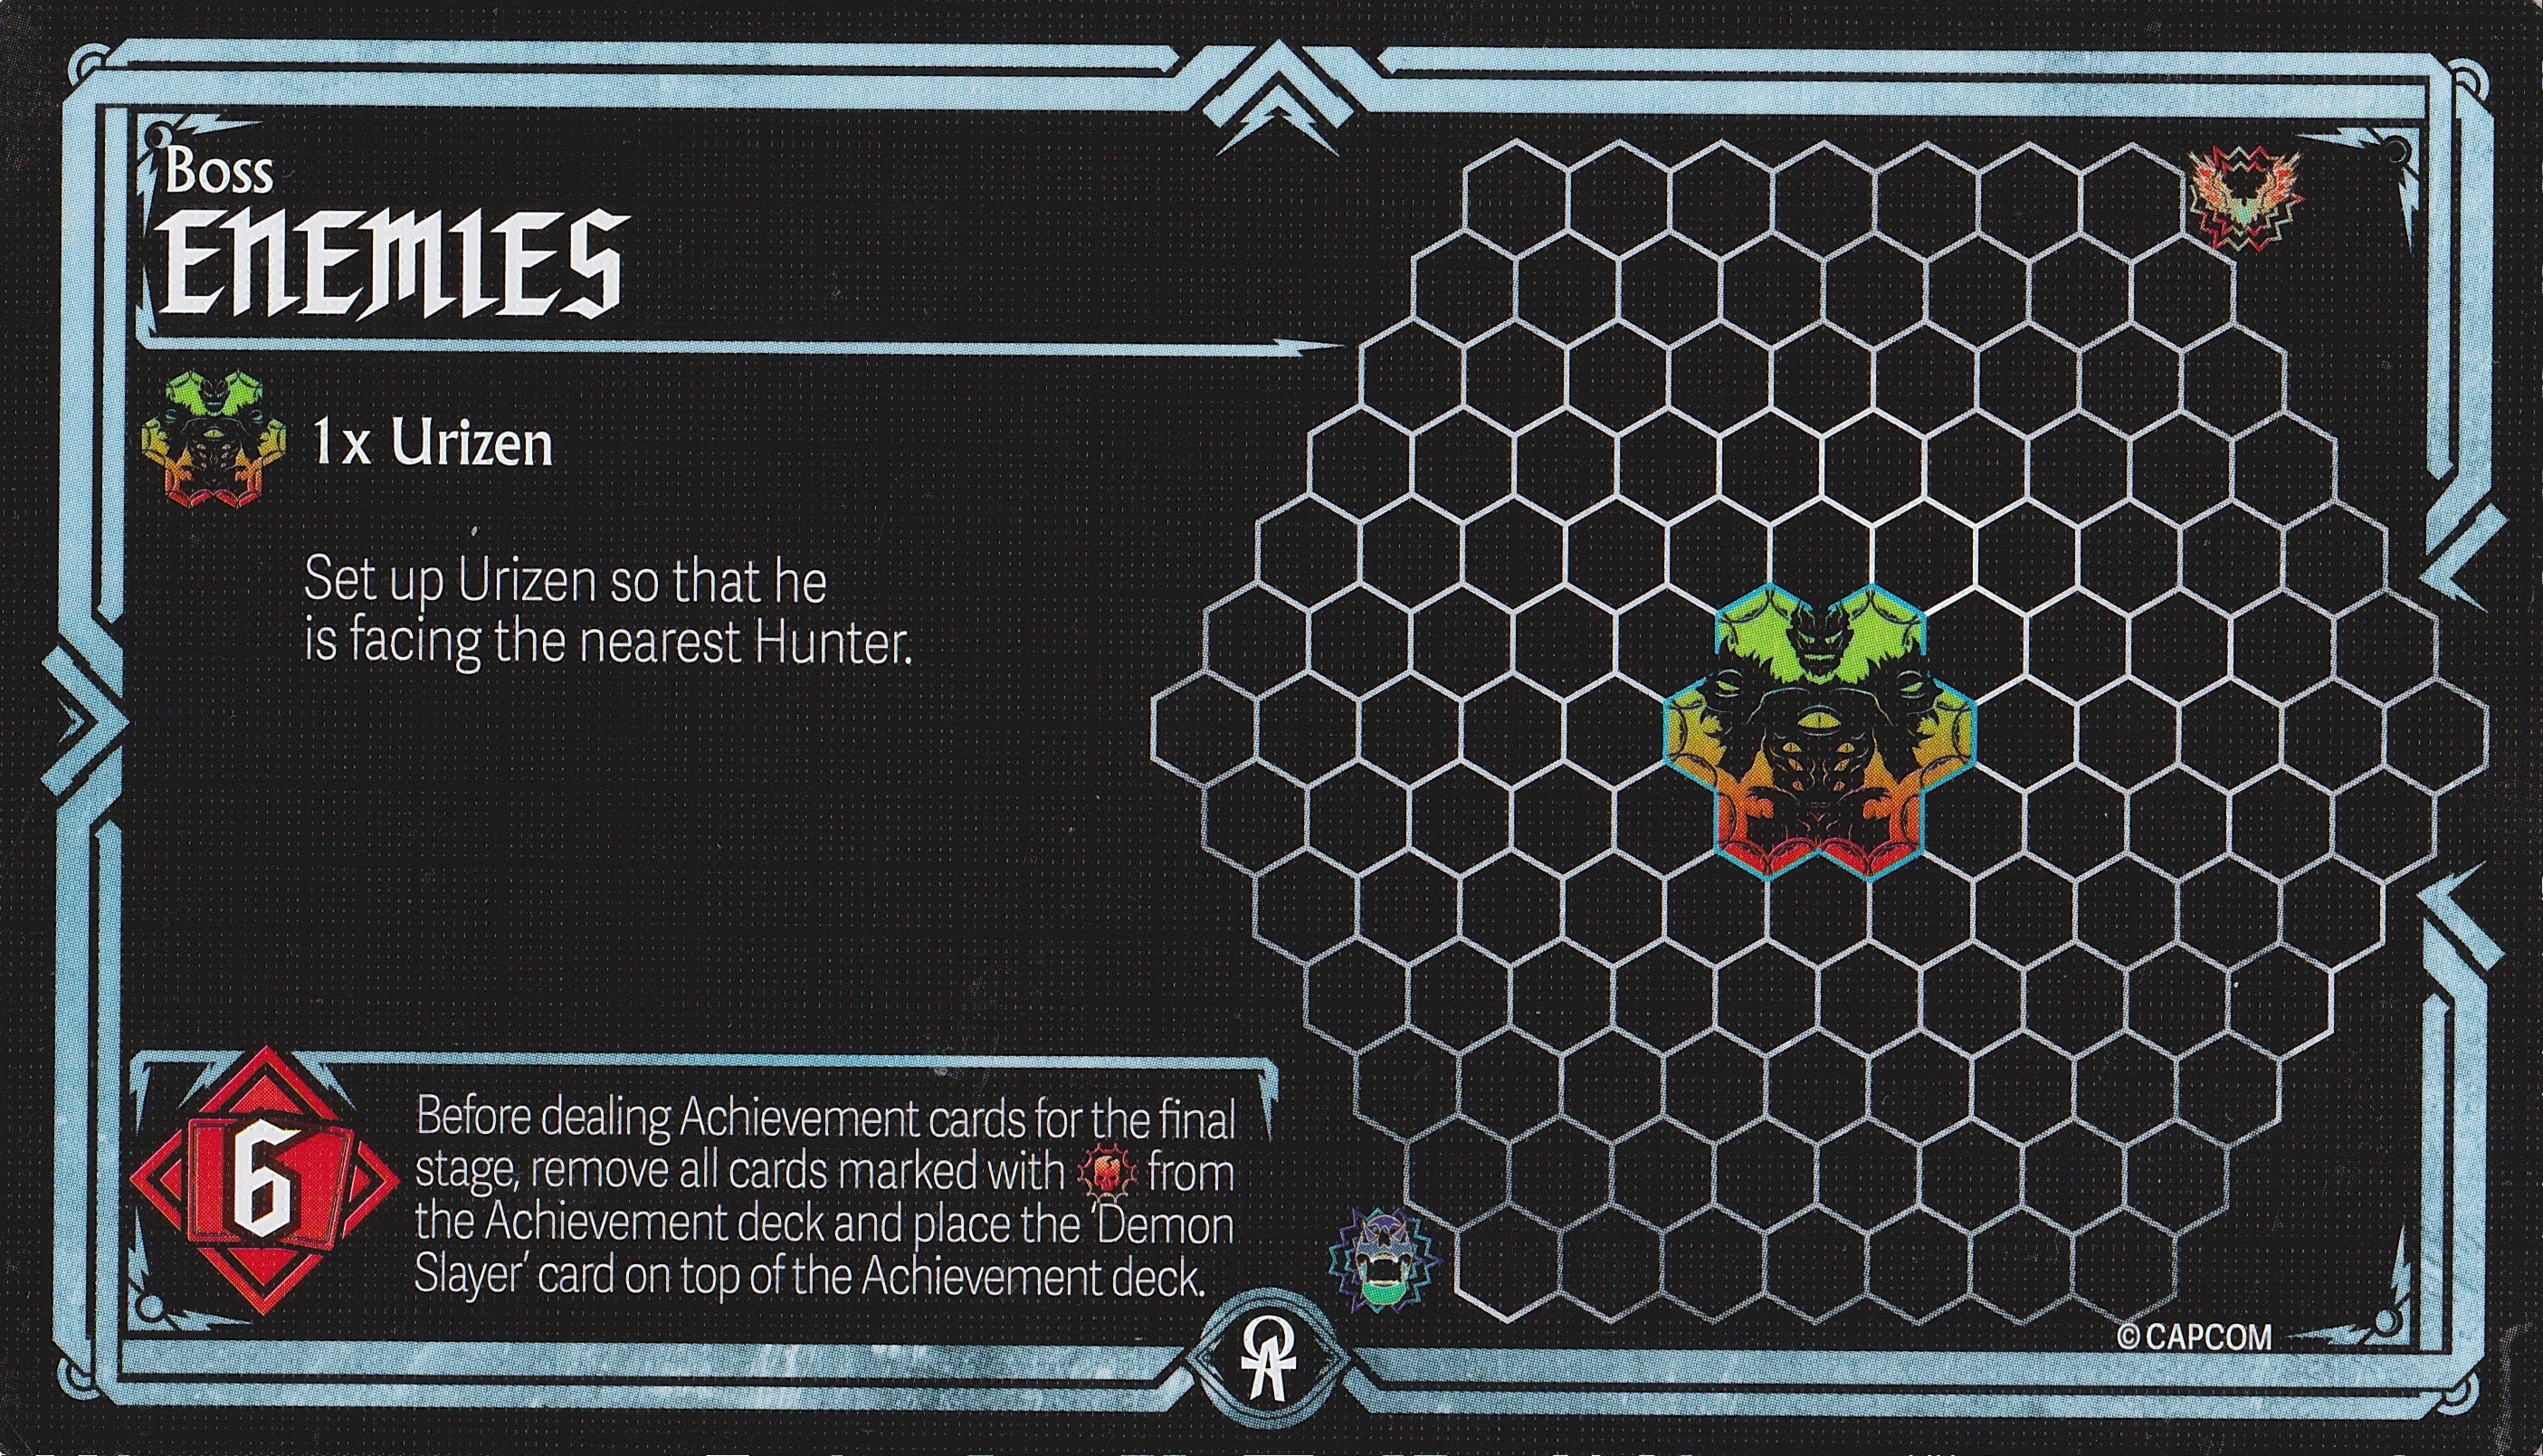 Boss
ENEMIES
1x Urizen
Set up Urizen so that he
is facing the nearest Hunter.
6
Before dealing Achievement cards for the final
stage, remove all cards marked with from
the Achievement deck and place the ‘Demon
Slayer’ card on top of the Achievement deck.
© CAPCOM